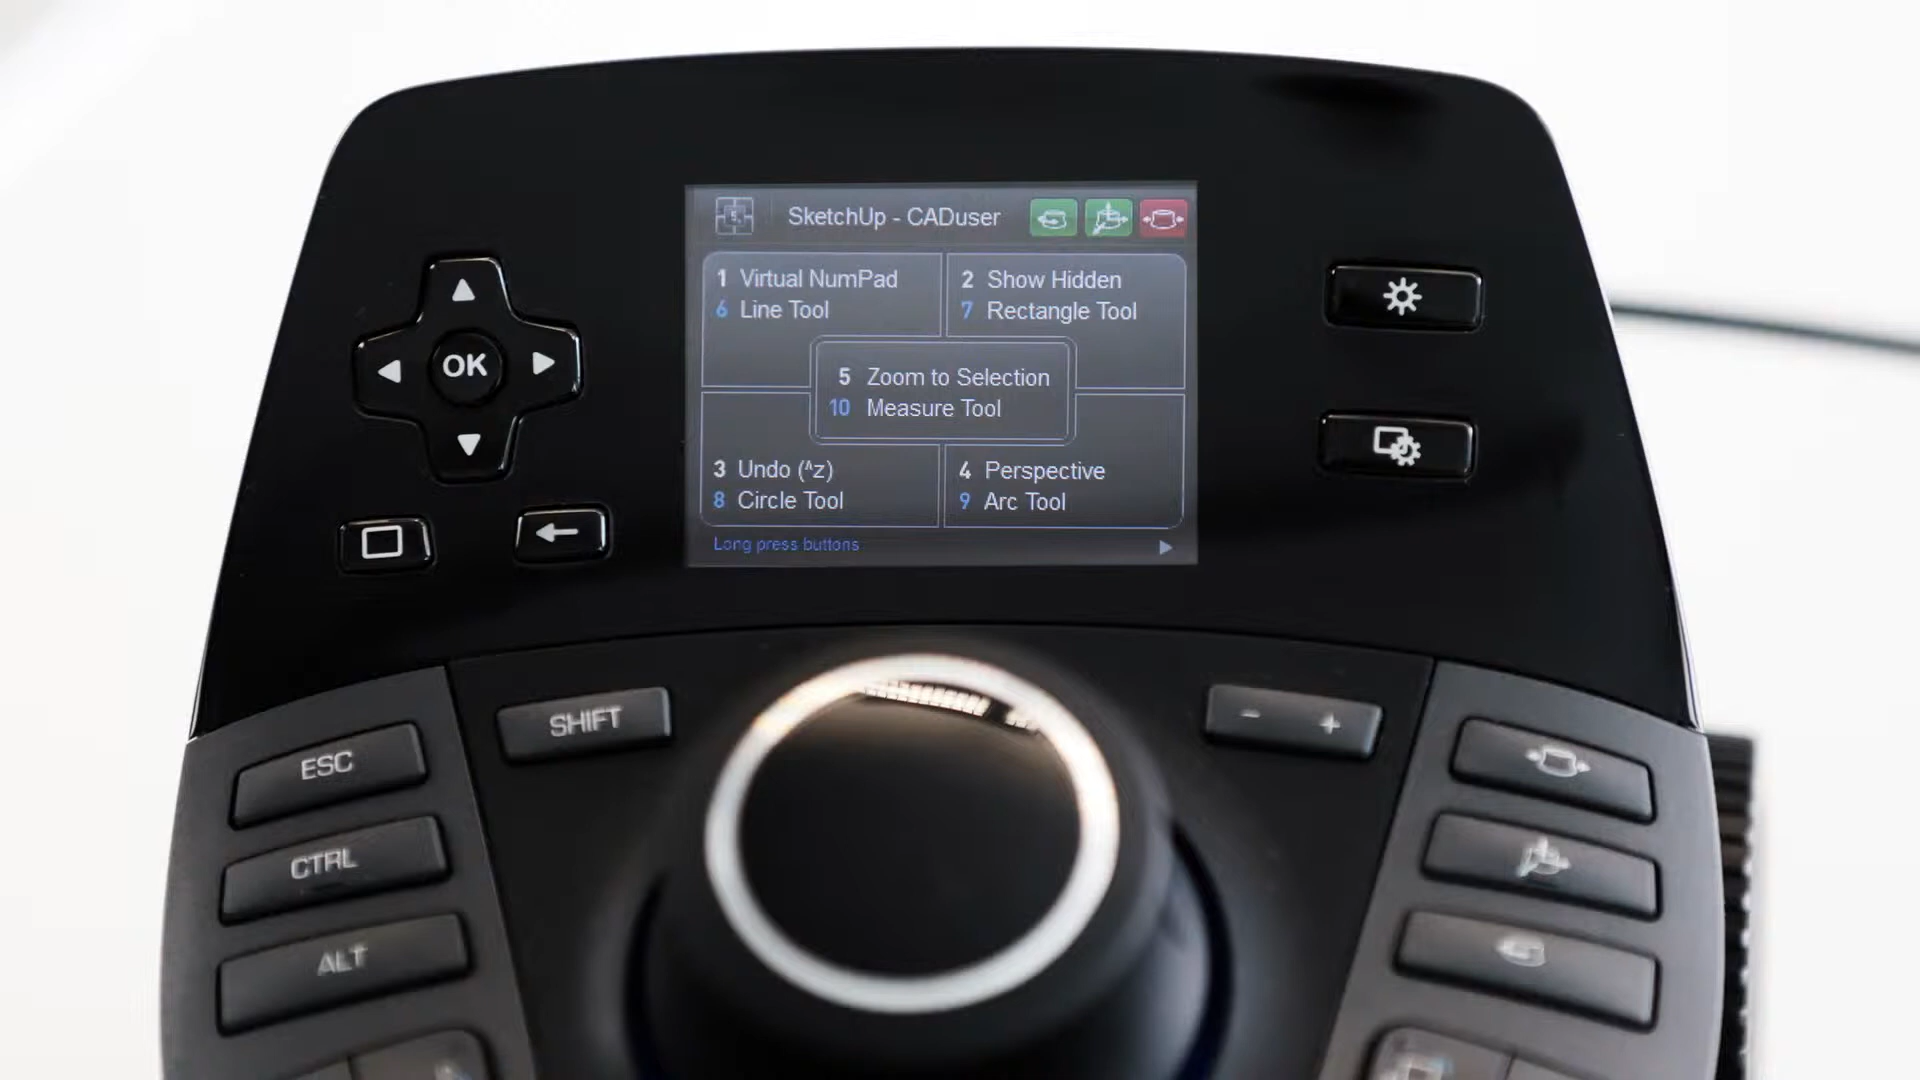 SketchUp - CADuser
1 Virtual NumPad
6 Line Tool
2 Show Hidden
7 Rectangle Tool
5 Zoom to Selection
10 Measure Tool
3 Undo (^z)
8 Circle Tool
4 Perspective
9 Arc Tool
Long press buttons
OK
SHIFT
- +
ESC
CTRL
ALT